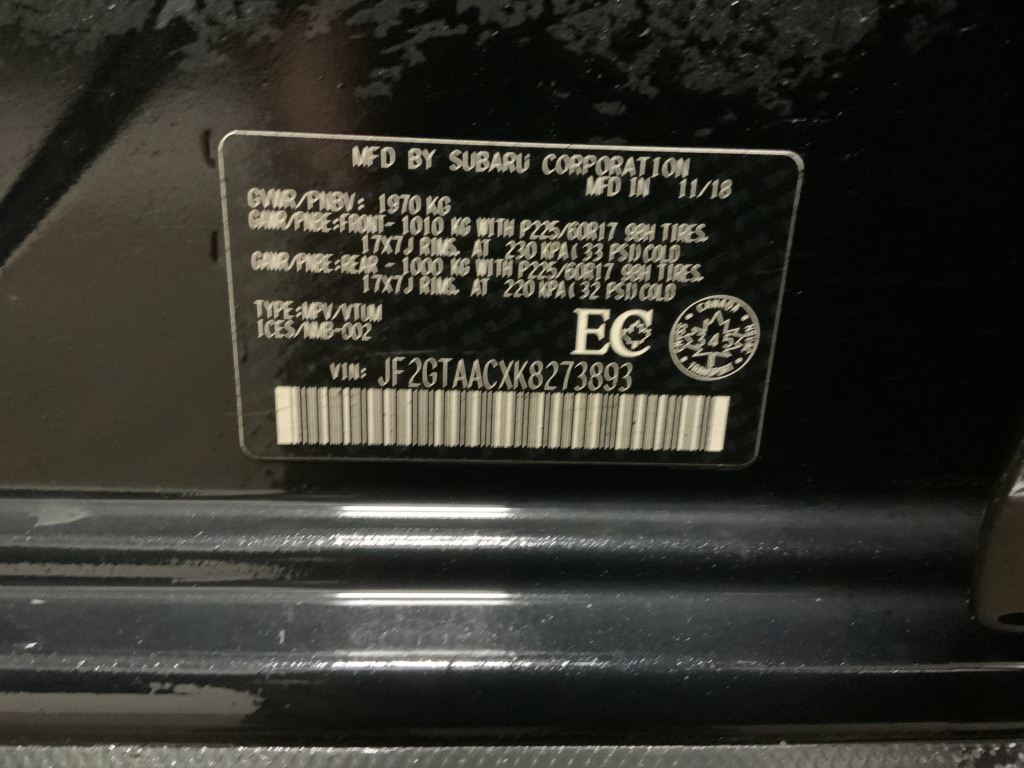 MFD BY SUBARU CORPORATION
MFD IN 11/18
GVWR/PNBV: 1970 KG
GAWR/PNBE:FRONT- 1010 KG WITH P225/60R17 98H TIRES.
17X7J RIMS. AT 230 KPA(33 PSI)COLD
GAWR/PNBE:REAR - 1000 KG WITH P225/60R17 98H TIRES.
17X7J RIMS. AT 220 KPA(32 PSI)COLD
TYPE:MPV/VTUM
ICES/NMB-002
EC
CANADA
345
TRANSPORT
VIN: JF2GTAACXK8273893